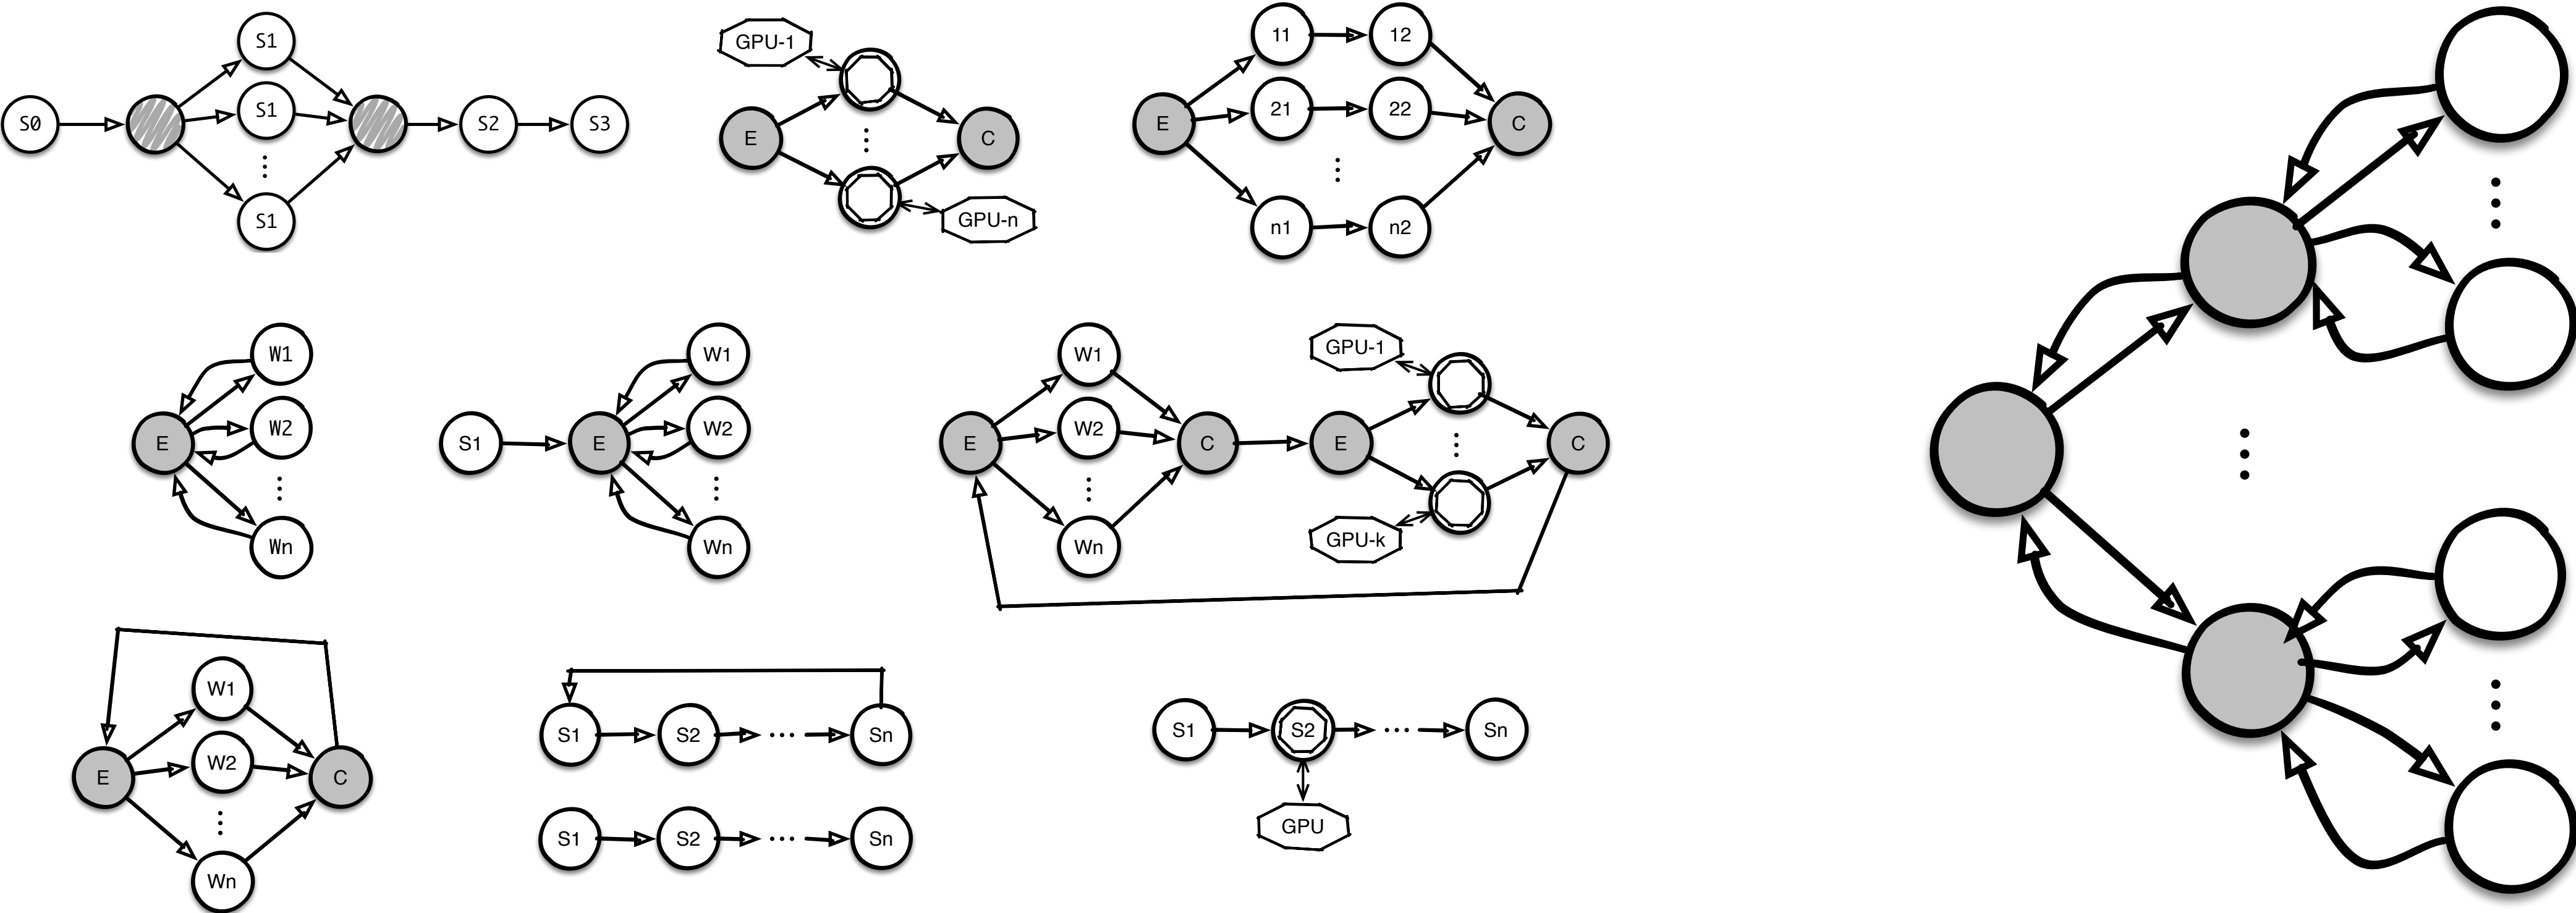 S0 S1 S1 S1 S2 S3
GPU-1
E C
GPU-n
11 12
E 21 22 C
n1 n2
W1
E W2
Wn
W1
S1 E W2
Wn
W1
E W2 C
Wn
GPU-1
E C
GPU-k
W1
E W2 C
Wn
S1 S2 ... Sn
S1 S2 ... Sn
S1 S2 ... Sn
GPU